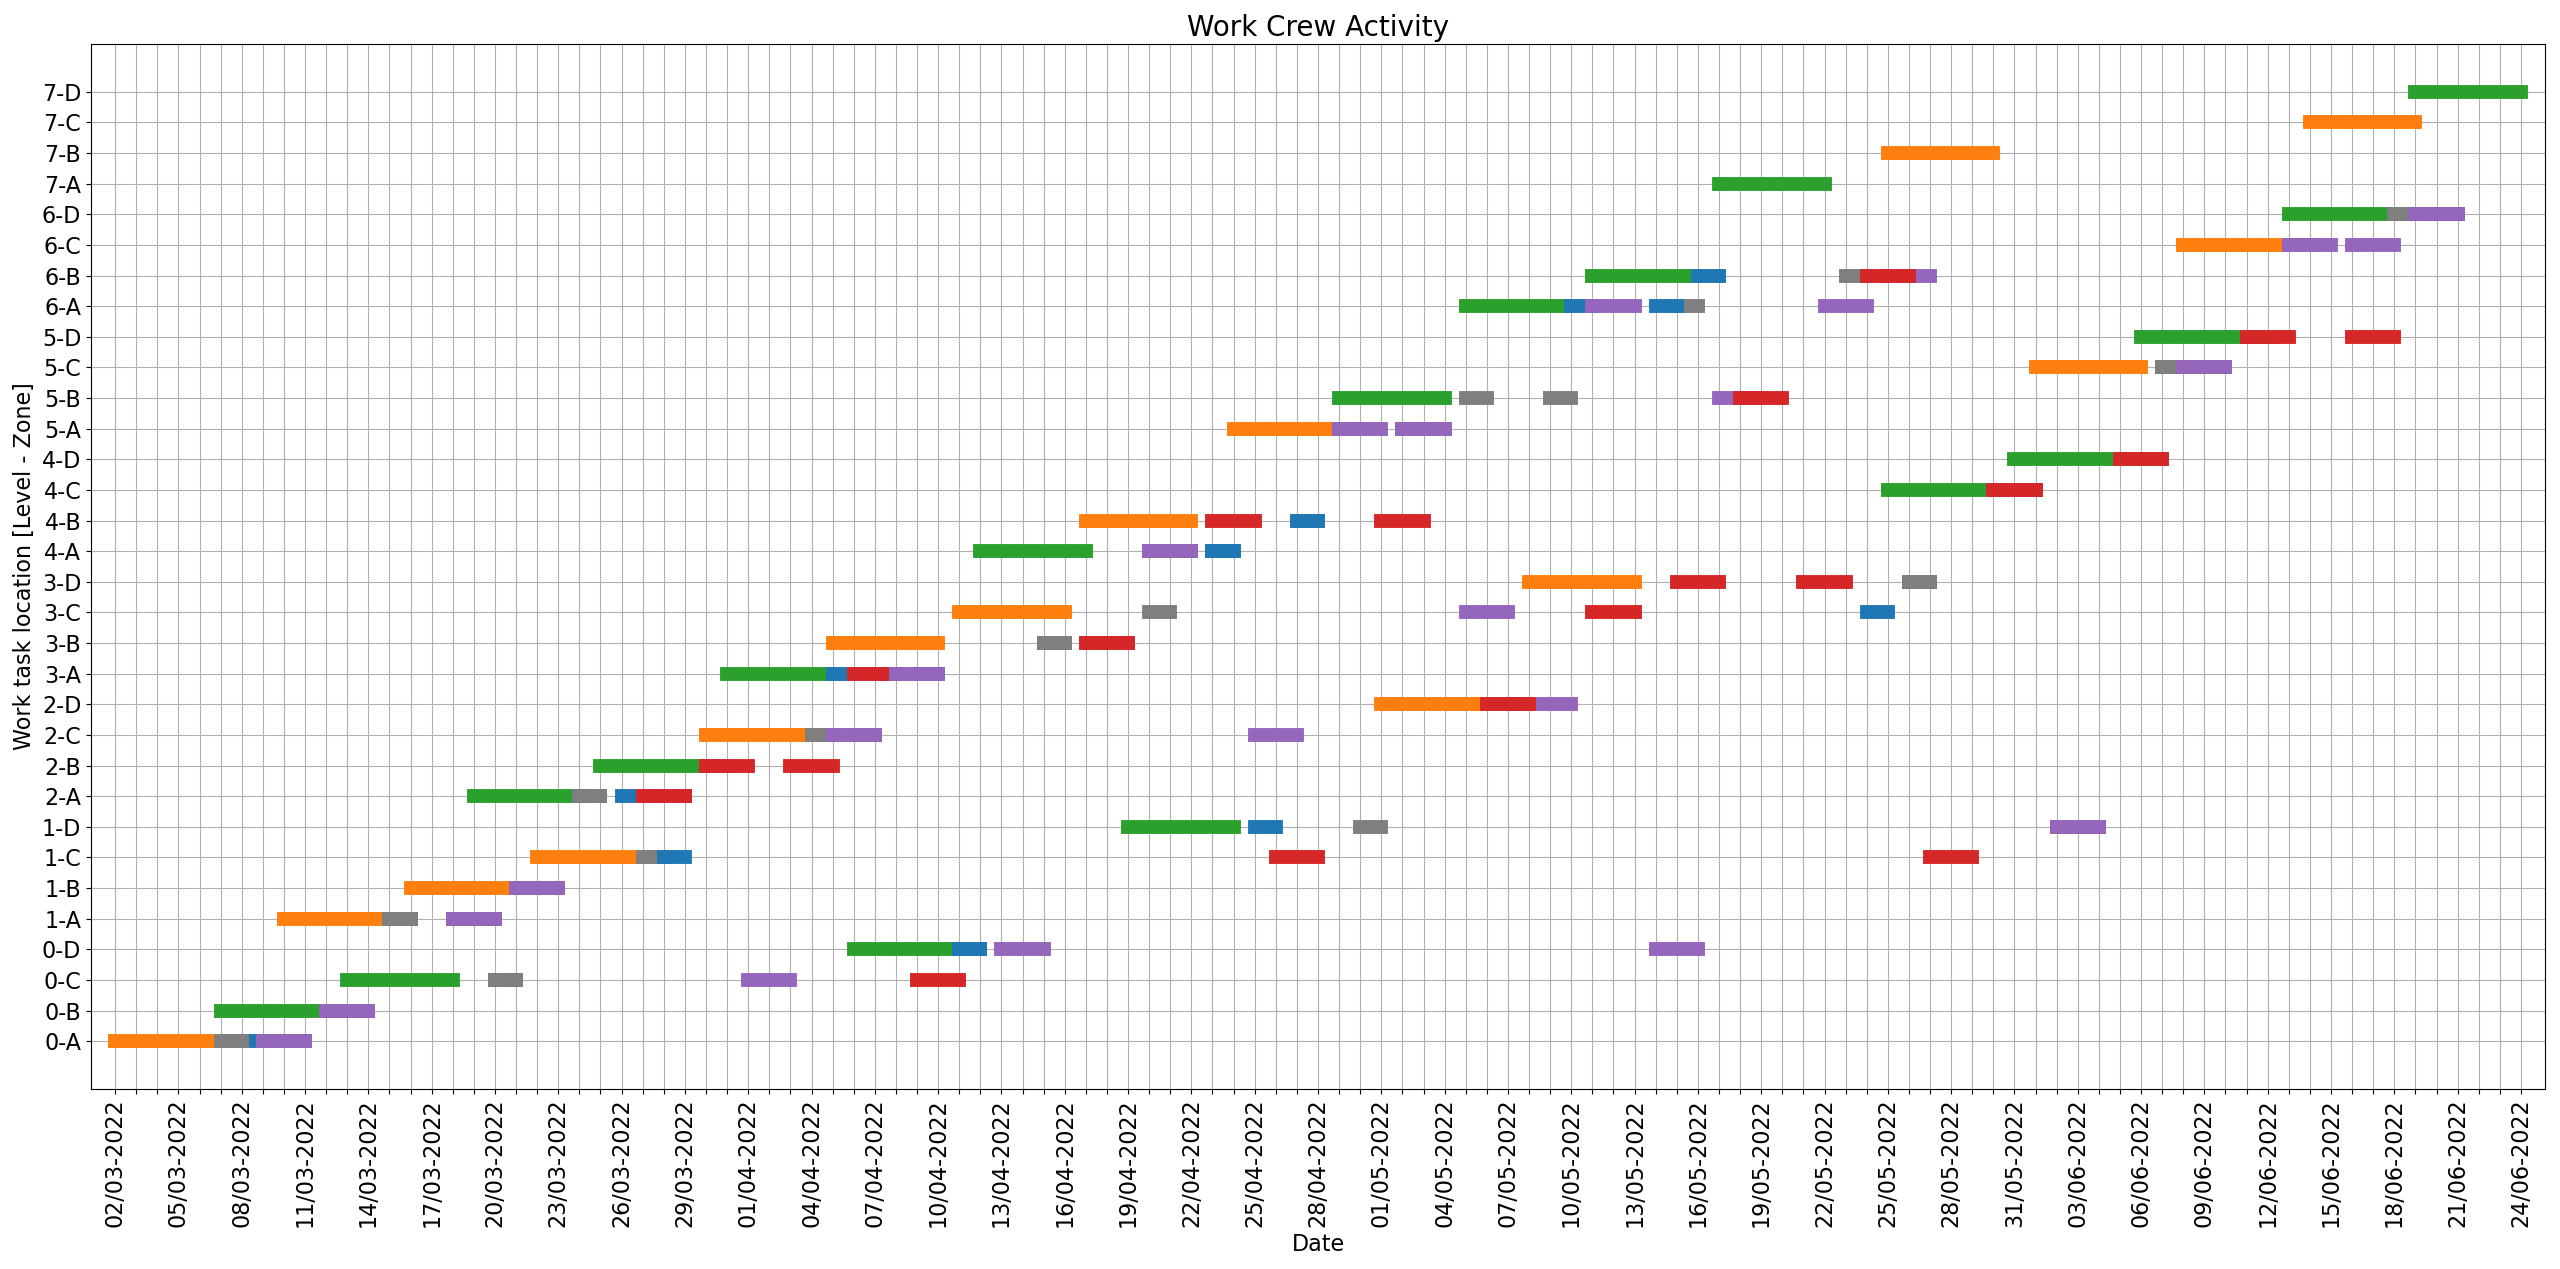 Work Crew Activity
7-D
7-C
7-B
7-A
6-D
6-C
6-B
6-A
5-D
5-C
5-B
5-A
4-D
4-C
4-B
4-A
3-D
3-C
3-B
3-A
2-D
2-C
2-B
2-A
1-D
1-C
1-B
1-A
0-D
0-C
0-B
0-A
Work task location [Level - Zone]
02/03-2022
05/03-2022
08/03-2022
11/03-2022
14/03-2022
17/03-2022
20/03-2022
23/03-2022
26/03-2022
29/03-2022
01/04-2022
04/04-2022
07/04-2022
10/04-2022
13/04-2022
16/04-2022
19/04-2022
22/04-2022
25/04-2022
28/04-2022
01/05-2022
04/05-2022
07/05-2022
10/05-2022
13/05-2022
16/05-2022
19/05-2022
22/05-2022
25/05-2022
28/05-2022
31/05-2022
03/06-2022
06/06-2022
09/06-2022
12/06-2022
15/06-2022
18/06-2022
21/06-2022
24/06-2022
Date